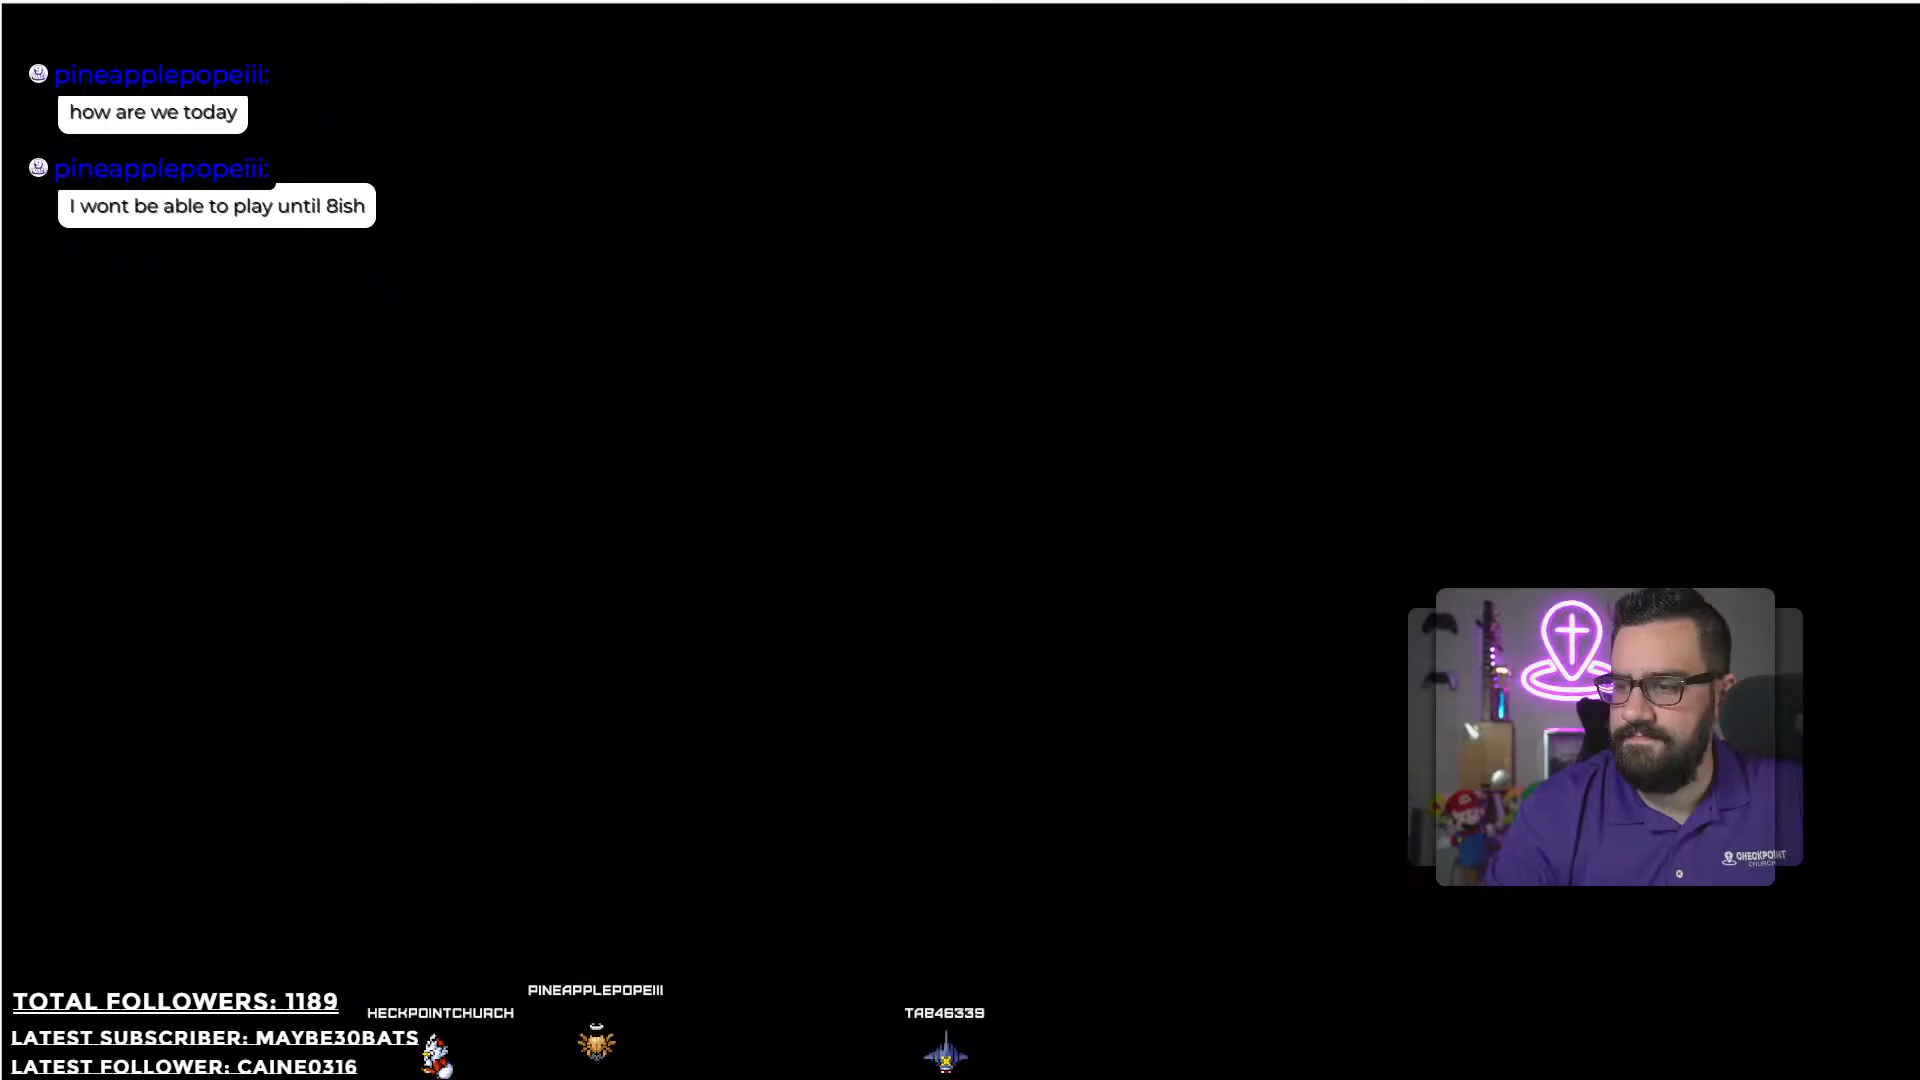 pineapplepopeiii:
how are we today
pineapplepopeiii:
I wont be able to play until 8ish
CHECKPOINT
CHURCH
PINEAPPLEPOPEIII
TOTAL FOLLOWERS: 1189
HECKPOINTCHURCH
TAB46339
LATEST SUBSCRIBER: MAYBE30BATS
LATEST FOLLOWER: CAINE0316